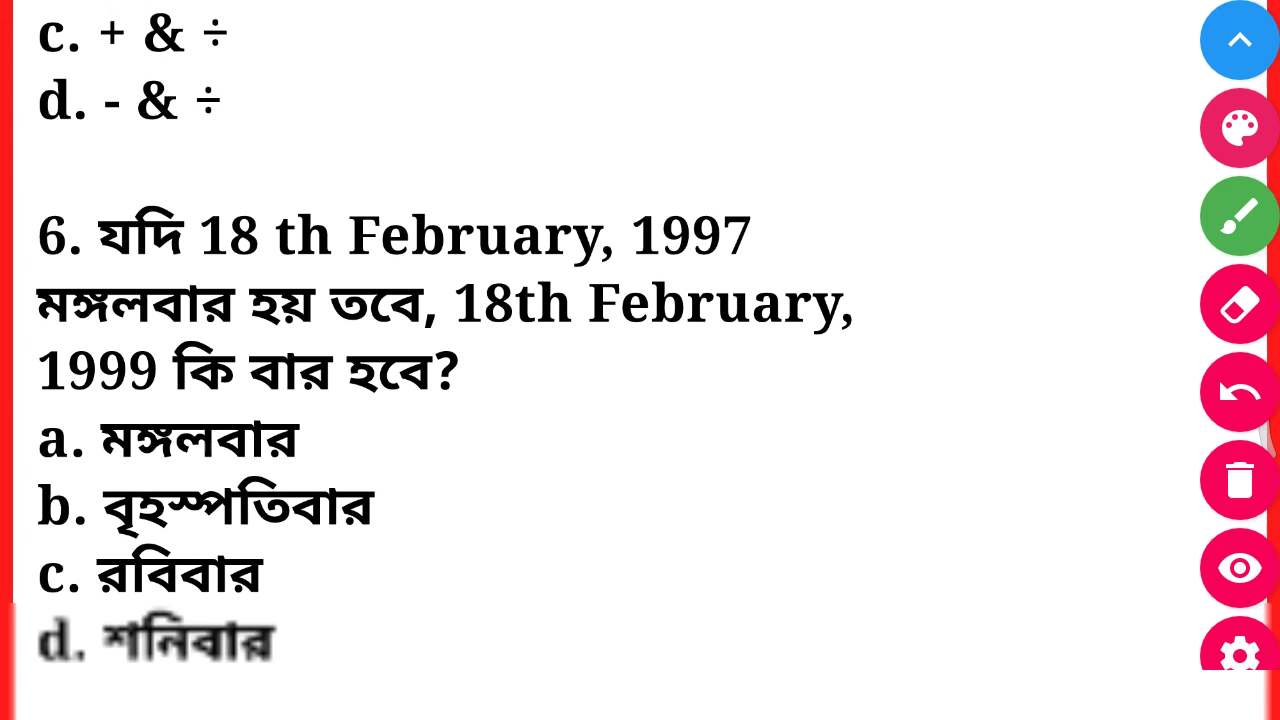 c. + & ÷
d. - & ÷
6. যদি 18 th February, 1997
মঙ্গলবার হয় তবে, 18th February,
1999 কি বার হবে?
a. মঙ্গলবার
b. বৃহস্পতিবার
c. রবিবার
d. শনিবার